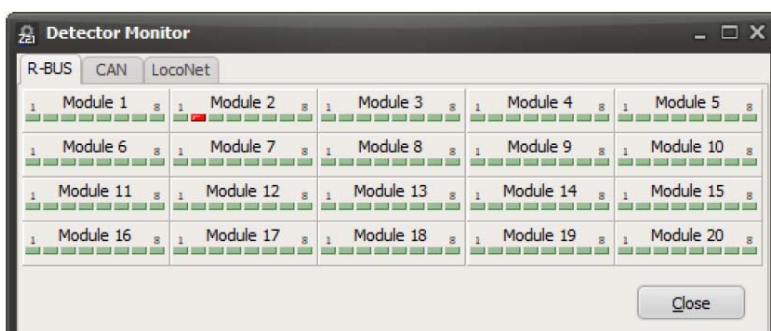 Z21 Detector Monitor
R-BUS CAN LocoNet
1 Module 1 8 1 Module 2 8 1 Module 3 8 1 Module 4 8 1 Module 5 8
1 Module 6 8 1 Module 7 8 1 Module 8 8 1 Module 9 8 1 Module 10 8
1 Module 11 8 1 Module 12 8 1 Module 13 8 1 Module 14 8 1 Module 15 8
1 Module 16 8 1 Module 17 8 1 Module 18 8 1 Module 19 8 1 Module 20 8
Close